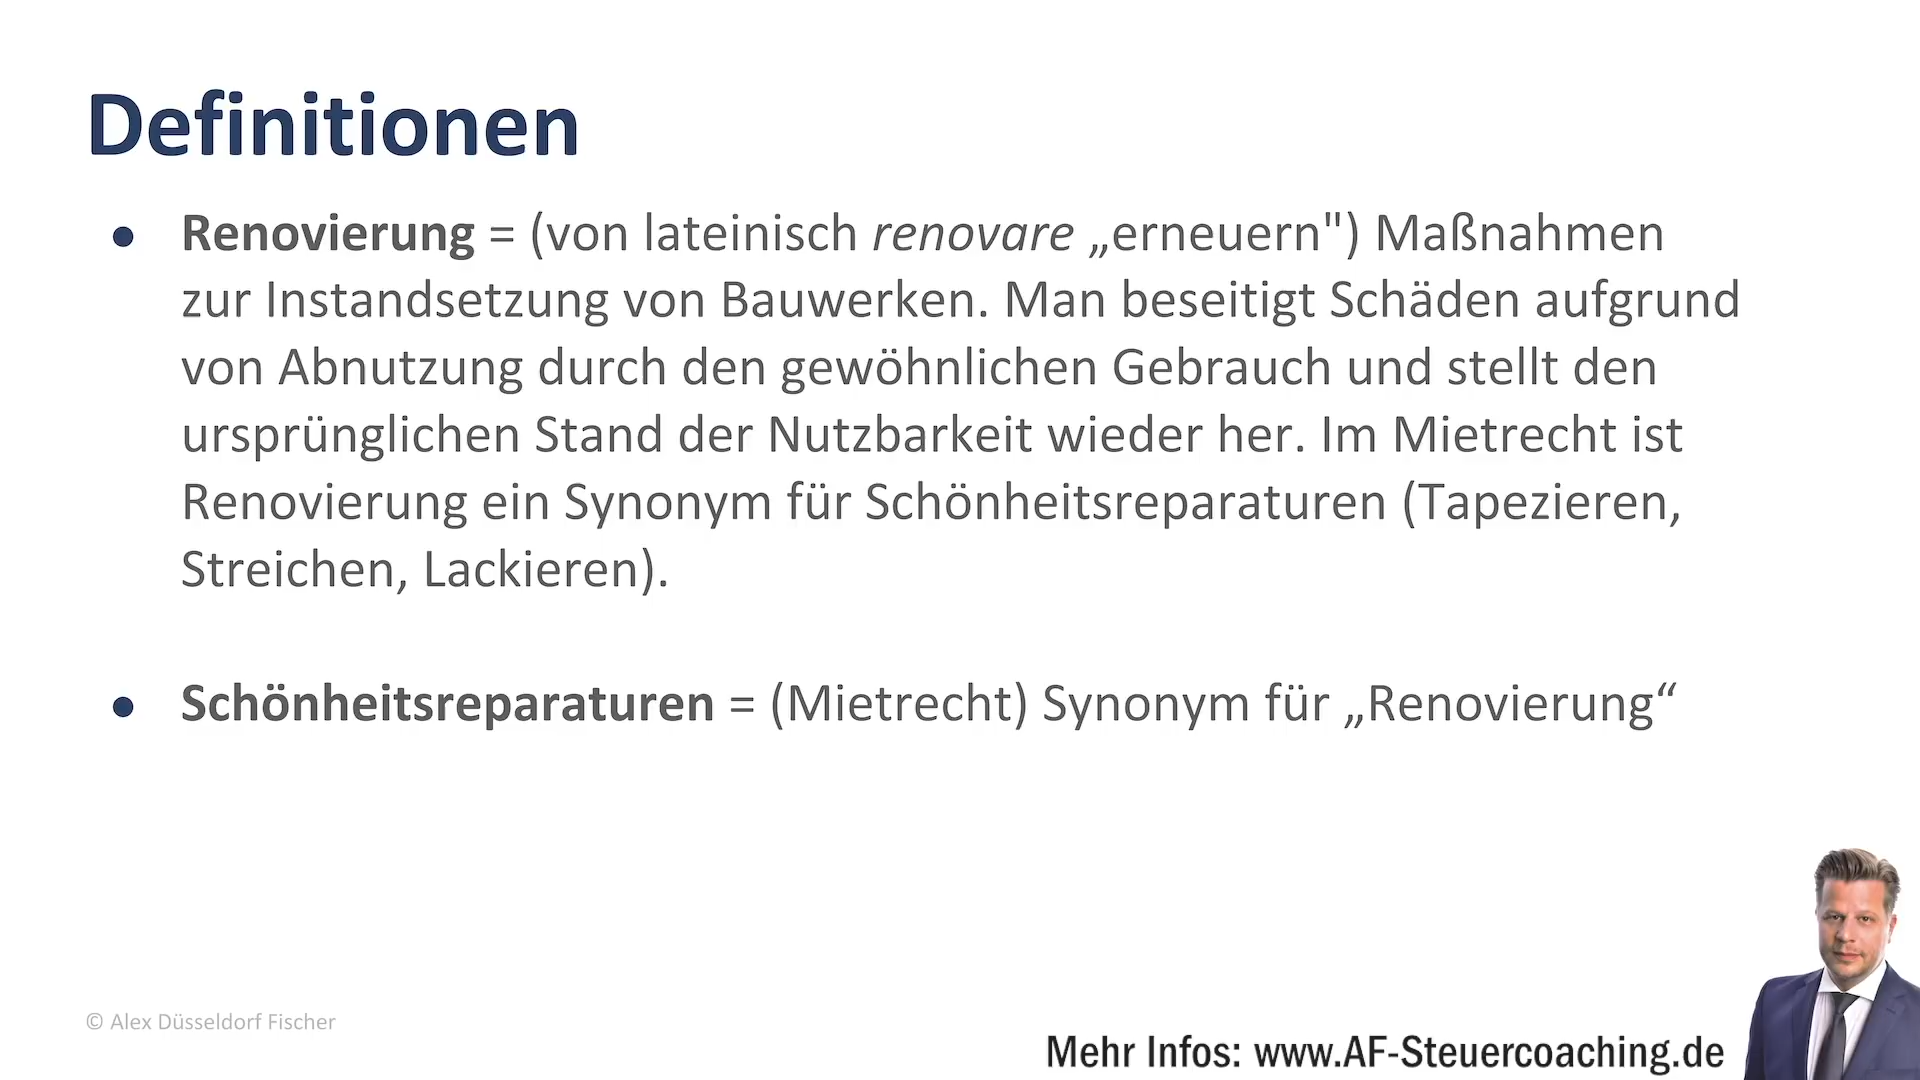 Definitionen
● Renovierung = (von lateinisch renovare „erneuern") Maßnahmen
zur Instandsetzung von Bauwerken. Man beseitigt Schäden aufgrund
von Abnutzung durch den gewöhnlichen Gebrauch und stellt den
ursprünglichen Stand der Nutzbarkeit wieder her. Im Mietrecht ist
Renovierung ein Synonym für Schönheitsreparaturen (Tapezieren,
Streichen, Lackieren).
● Schönheitsreparaturen = (Mietrecht) Synonym für „Renovierung“
© Alex Düsseldorf Fischer
Mehr Infos: www.AF-Steuercoaching.de